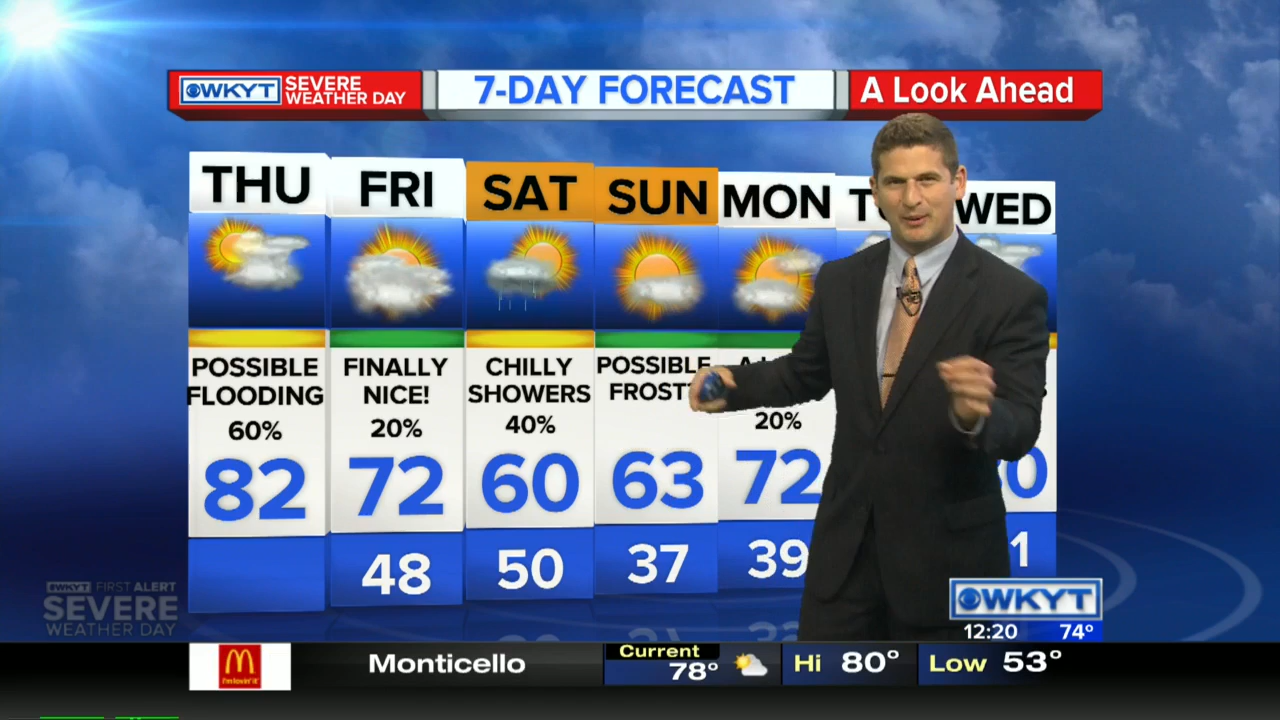 WKYT
SEVERE
WEATHER DAY
7-DAY FORECAST
A Look Ahead
THU
FRI
SAT
SUN
MON
WED
POSSIBLE
FLOODING
60%
82
FINALLY
NICE!
20%
72
48
CHILLY
SHOWERS
40%
60
50
POSSIBLE
FROST
63
37
20%
72
39
WKYT FIRST ALERT
SEVERE
WEATHER DAY
WKYT
12:20 74°
M
i'm lovin' it
Monticello
Current
78°
Hi 80°
Low 53°